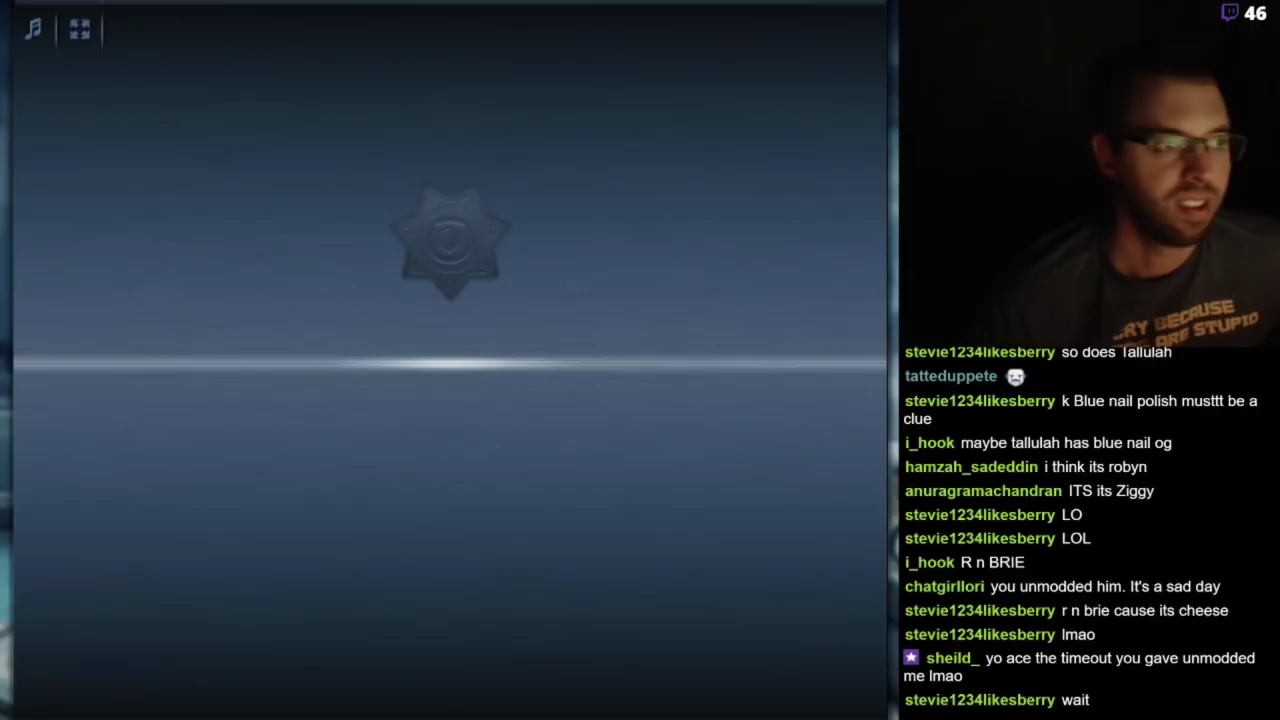 46
RY BECAUSE
ARE STUPID
stevie1234likesberry so does Tallulah
tatteduppete
stevie1234likesberry k Blue nail polish musttt be a
clue
i_hook maybe tallulah has blue nail og
hamzah_sadeddin i think its robyn
anuragramachandran ITS its Ziggy
stevie1234likesberry LO
stevie1234likesberry LOL
i_hook R n BRIE
chatgirllori you unmodded him. It's a sad day
stevie1234likesberry r n brie cause its cheese
stevie1234likesberry lmao
sheild_ yo ace the timeout you gave unmodded
me lmao
stevie1234likesberry wait